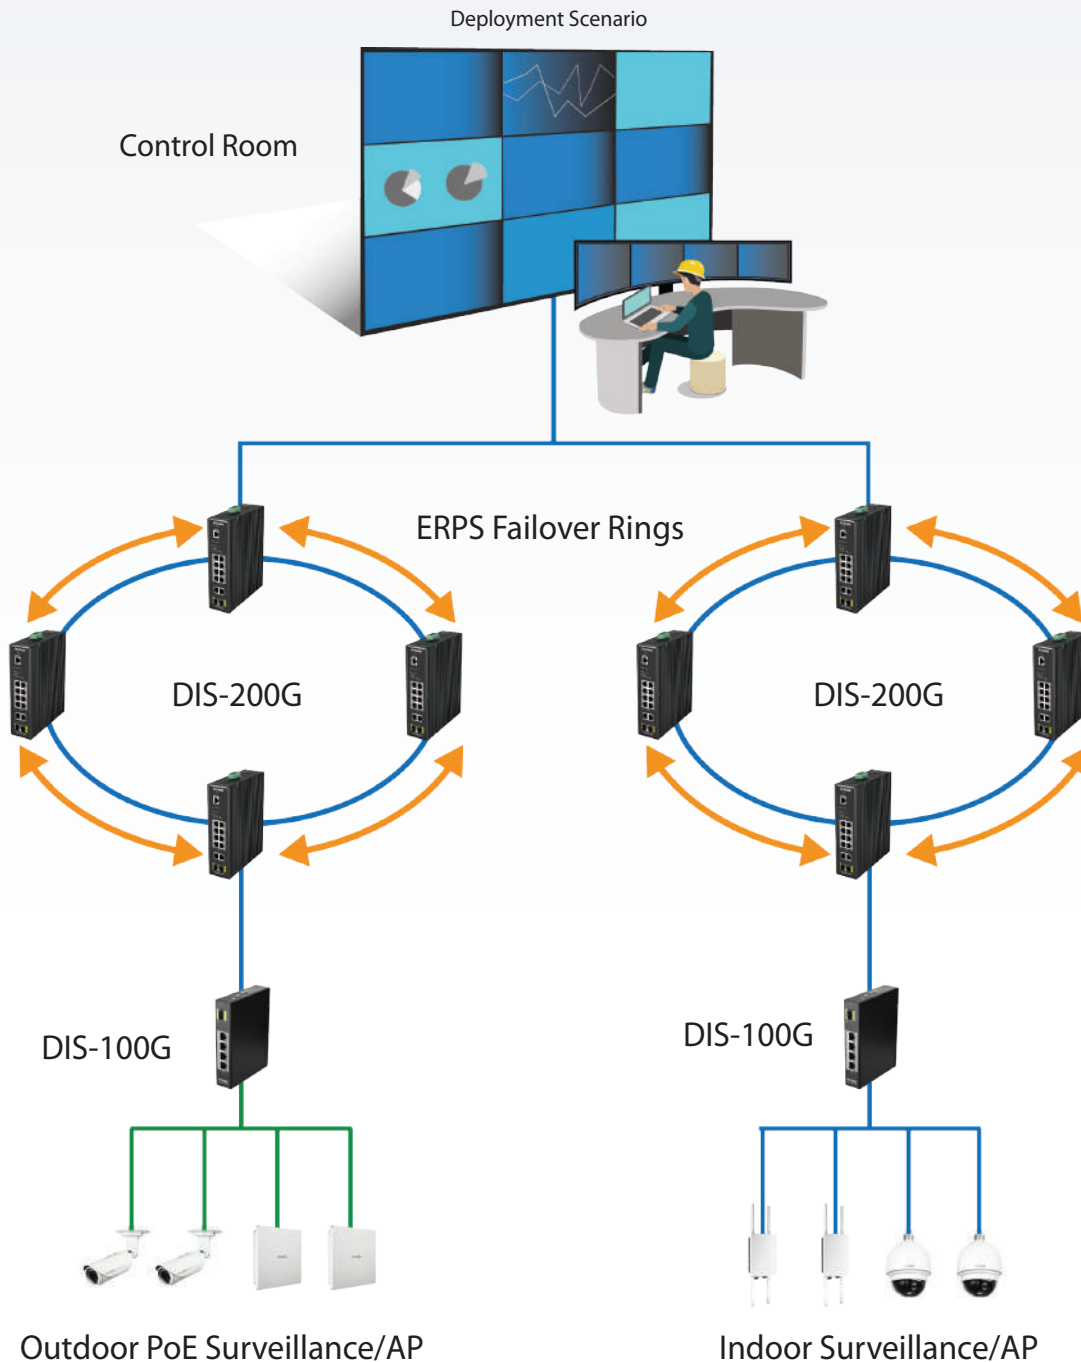 Deployment Scenario
Control Room
ERPS Failover Rings
DIS-200G
DIS-200G
DIS-100G
DIS-100G
Outdoor PoE Surveillance/AP
Indoor Surveillance/AP